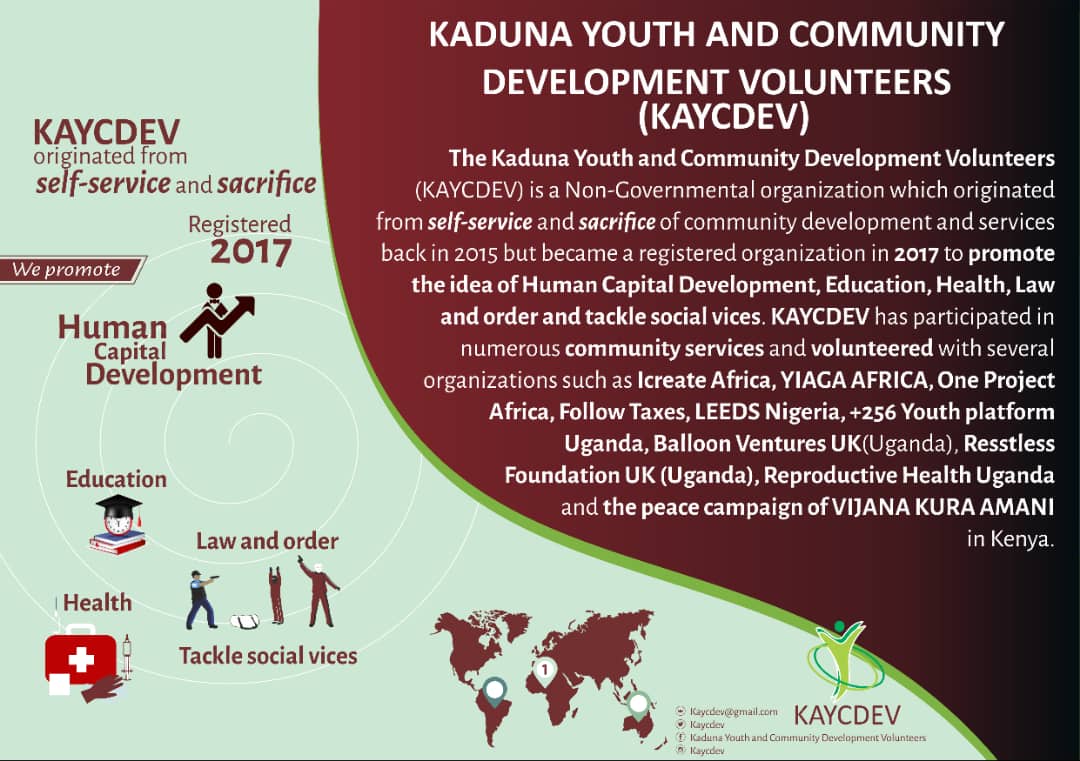 KADUNA YOUTH AND COMMUNITY
DEVELOPMENT VOLUNTEERS
(KAYCDEV)
The Kaduna Youth and Community Development Volunteers
(KAYCDEV) is a Non-Governmental organization which originated
from self-service and sacrifice of community development and services
back in 2015 but became a registered organization in 2017 to promote
the idea of Human Capital Development, Education, Health, Law
and order and tackle social vices. KAYCDEV has participated in
numerous community services and volunteered with several
organizations such as Icreate Africa, YIAGA AFRICA, One Project
Africa, Follow Taxes, LEEDS Nigeria, +256 Youth platform
Uganda, Balloon Ventures UK(Uganda), Resstless
Foundation UK (Uganda), Reproductive Health Uganda
and the peace campaign of VIJANA KURA AMANI
in Kenya.
KAYCDEV
originated from
self-service and sacrifice
Registered
2017
We promote
Human
Capital
Development
Education
Law and order
Health
Tackle social vices
1
Kaycdev@gmail.com
Kaycdev
Kaduna Youth and Community Development Volunteers
Kaycdev
KAYCDEV